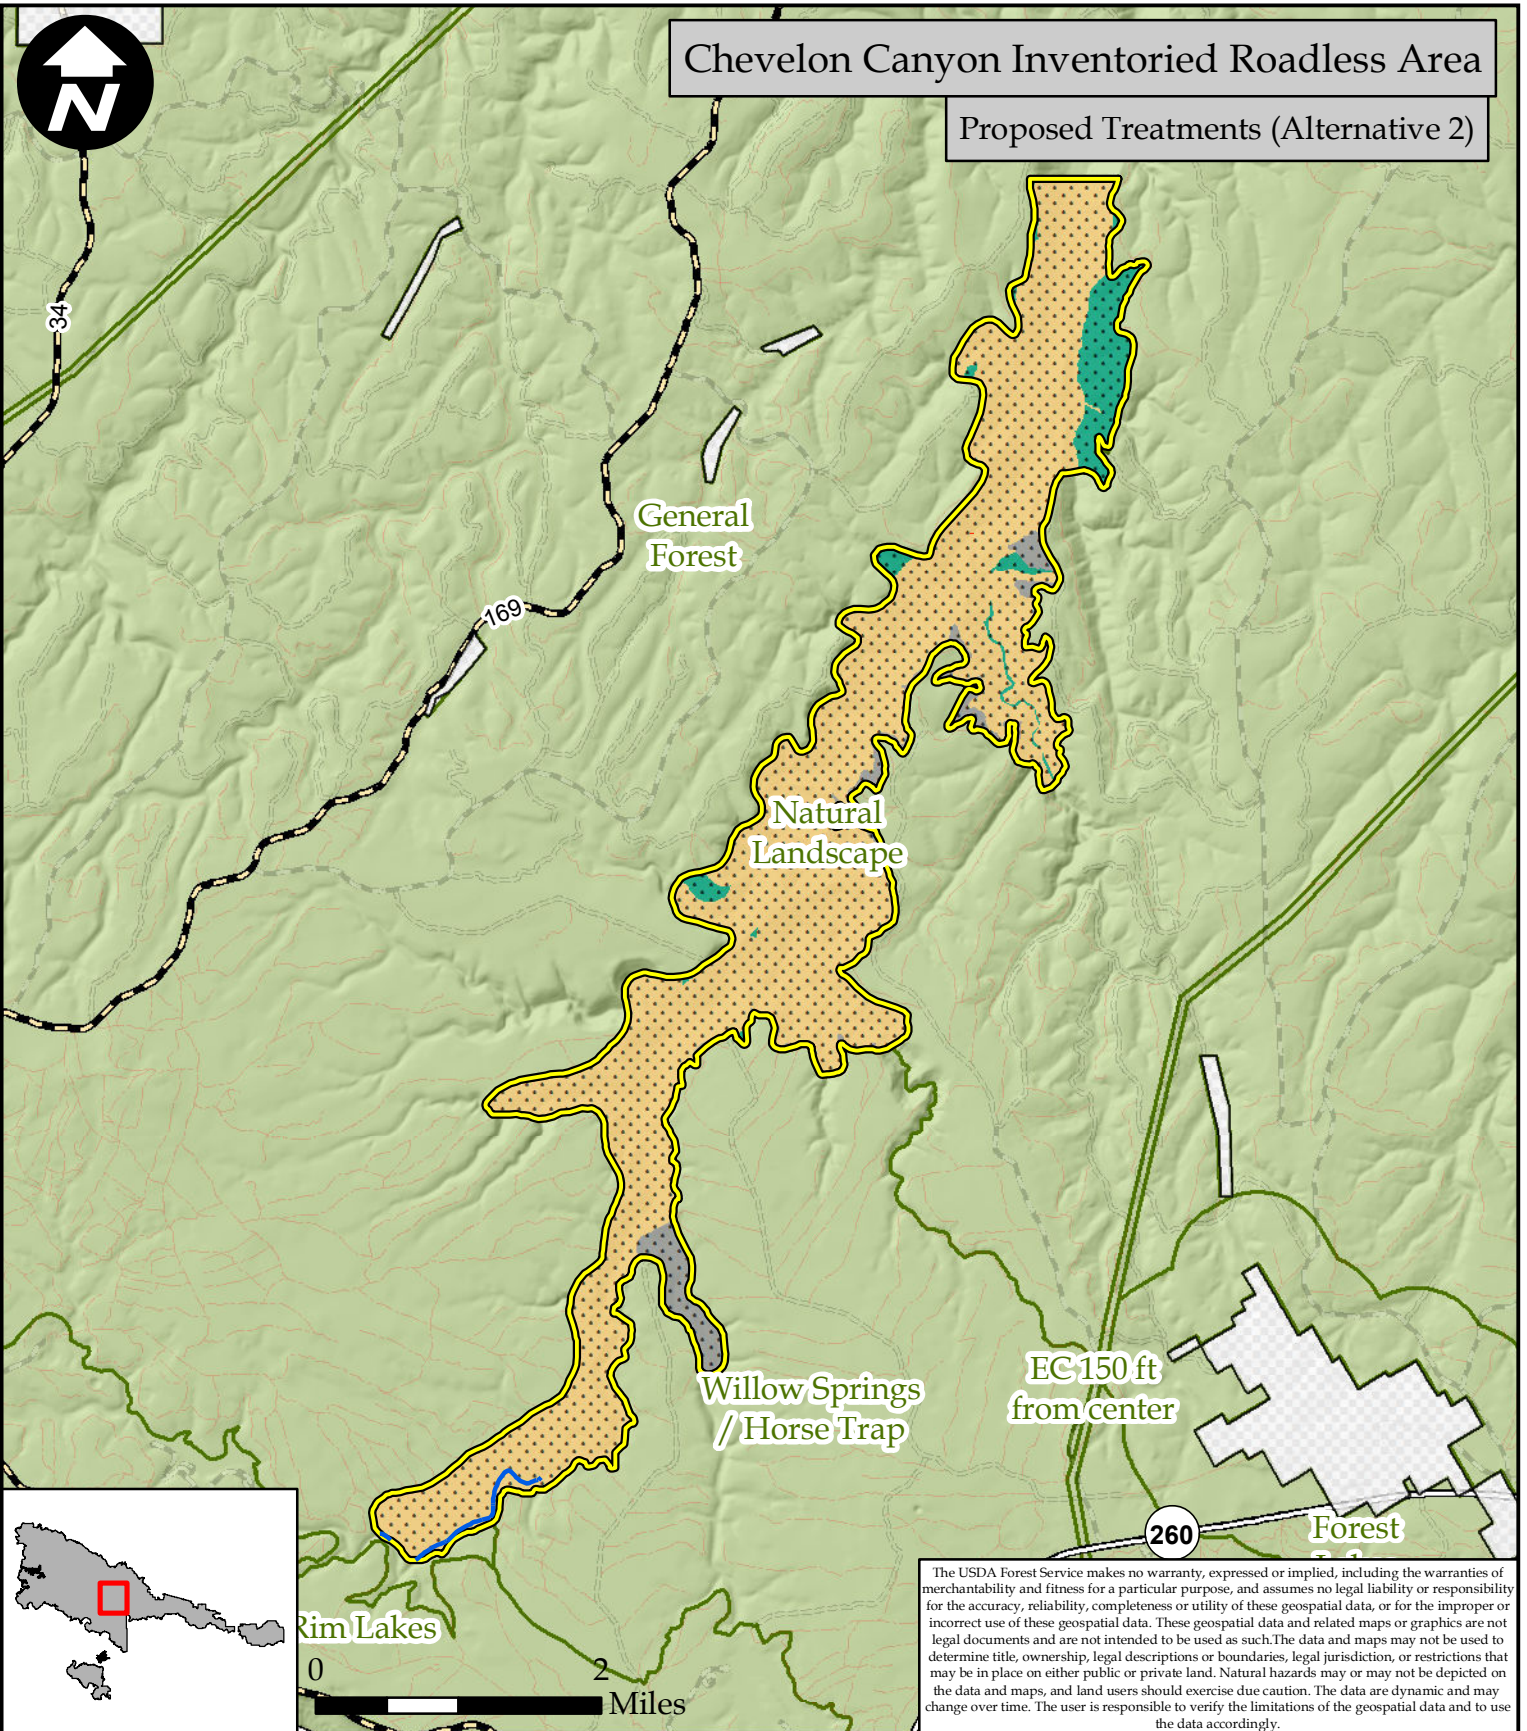 Chevelon Canyon Inventoried Roadless Area
Proposed Treatments (Alternative 2)
N
34
General
Forest
169
Natural
Landscape
Willow Springs
/ Horse Trap
EC 150 ft
from center
260
Forest
Rim Lakes
0
2
Miles
The USDA Forest Service makes no warranty, expressed or implied, including the warranties of
merchantability and fitness for a particular purpose, and assumes no legal liability or responsibility
for the accuracy, reliability, completeness or utility of these geospatial data, or for the improper or
incorrect use of these geospatial data. These geospatial data and related maps or graphics are not
legal documents and are not intended to be used as such.The data and maps may not be used to
determine title, ownership, legal descriptions or boundaries, legal jurisdiction, or restrictions that
may be in place on either public or private land. Natural hazards may or may not be depicted on
the data and maps, and land users should exercise due caution. The data are dynamic and may
change over time. The user is responsible to verify the limitations of the geospatial data and to use
the data accordingly.